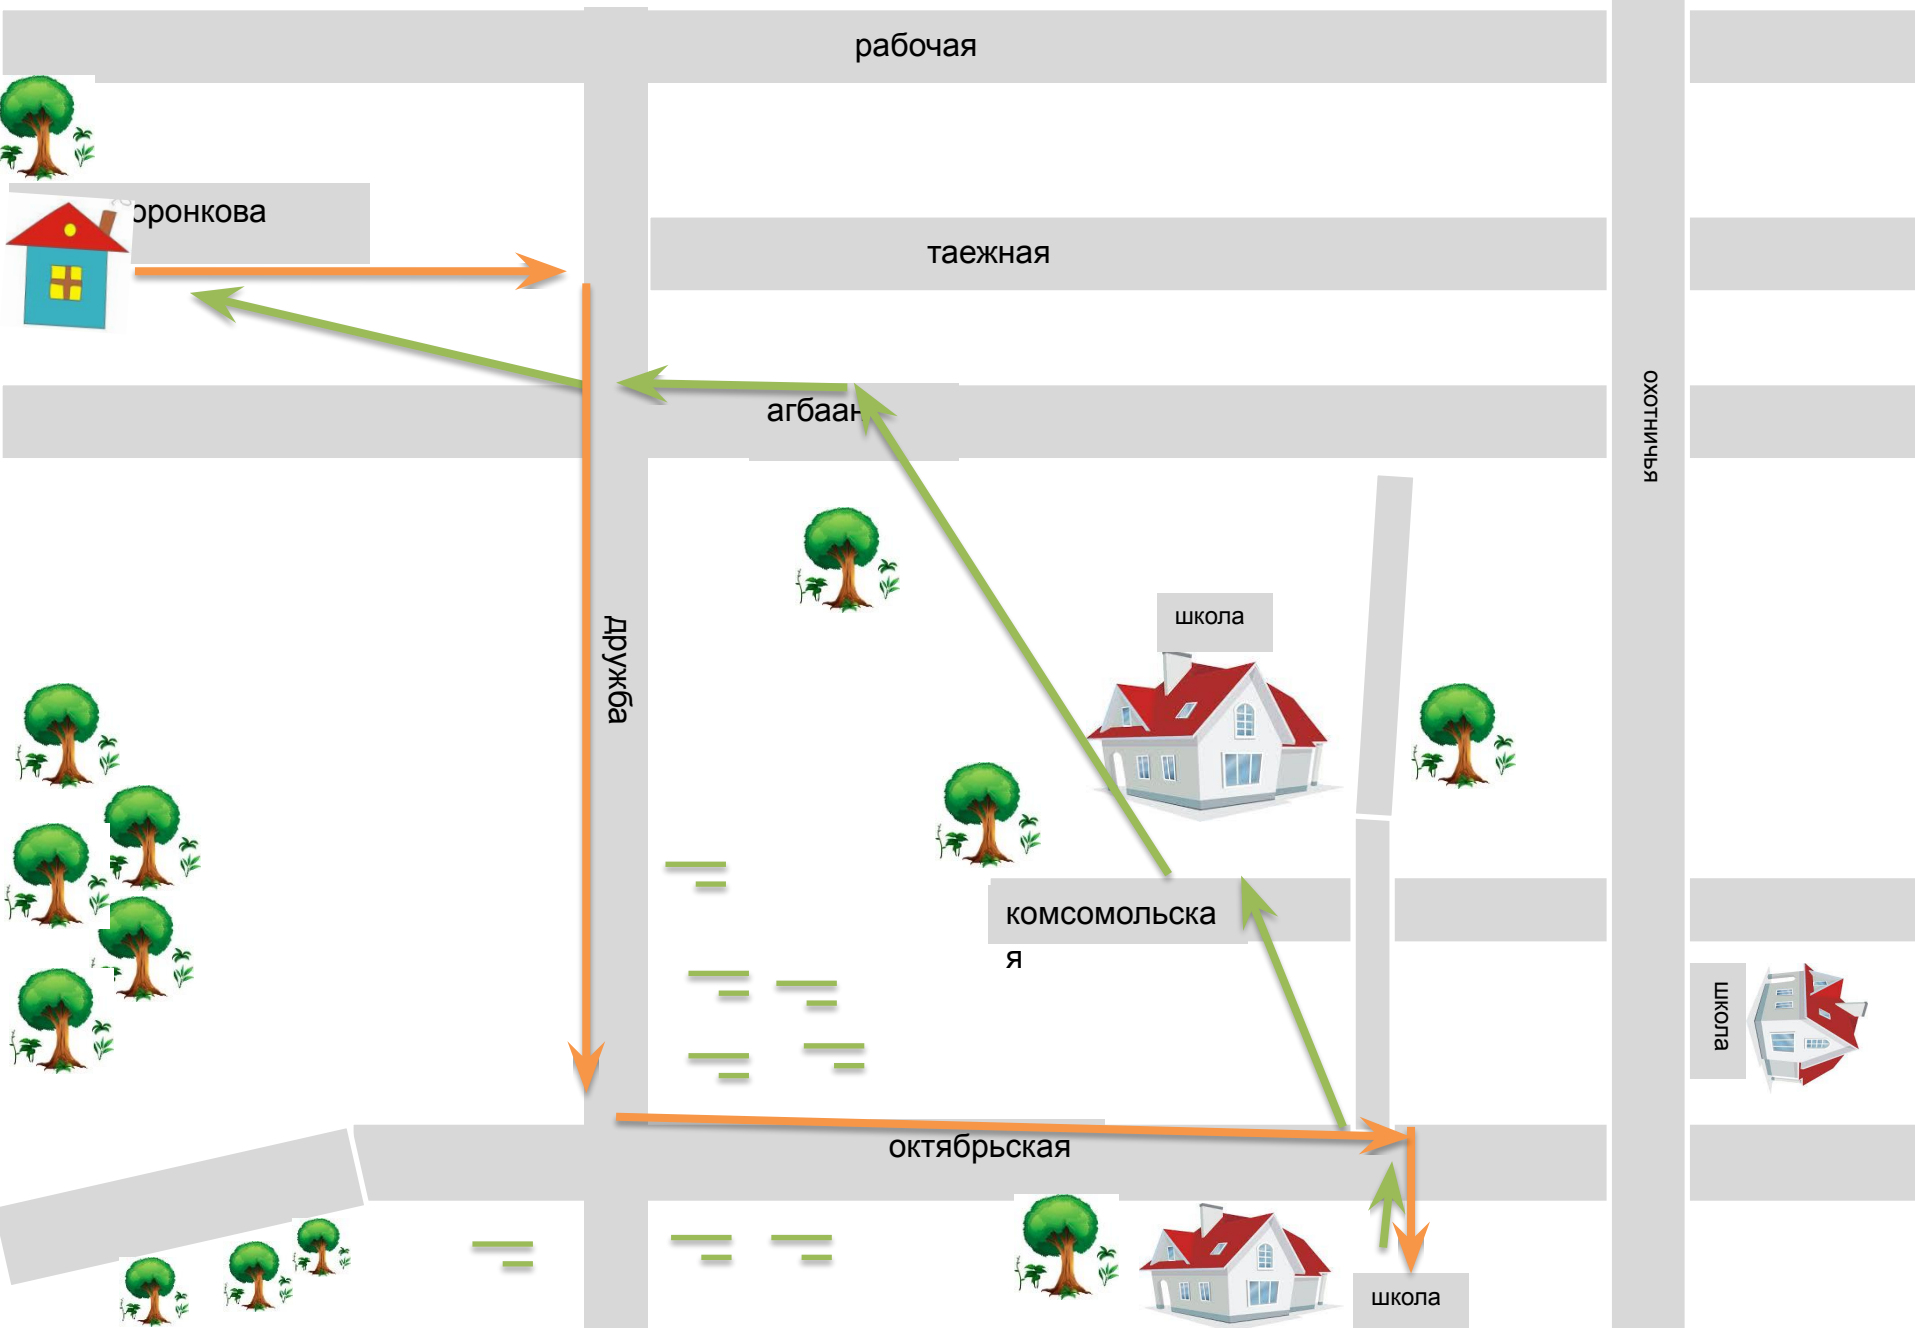 рабочая
оронкова
таежная
охотничья
агбаан
школа
дружба
комсомольска
я
школа
октябрьская
школа